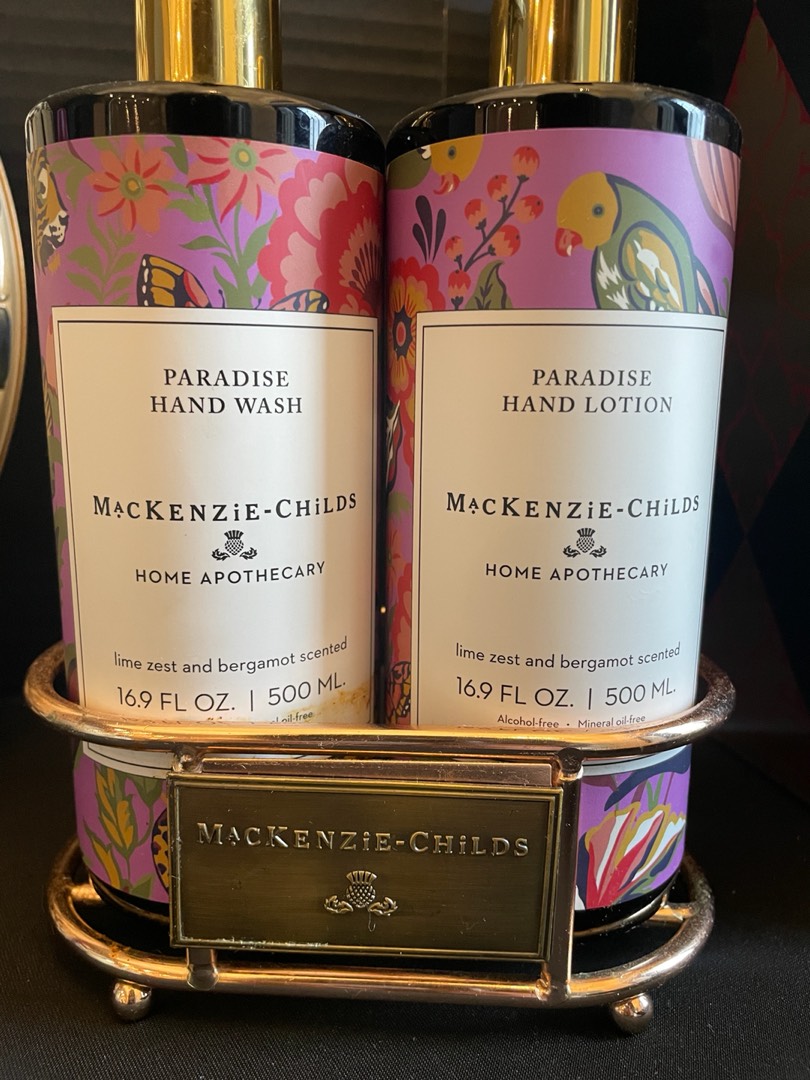 PARADISE
HAND WASH
MACKENZiE-CHiLDS
HOME APOTHECARY
lime zest and bergamot scented
16.9 FL OZ. | 500 ML.
oil-free
PARADISE
HAND LOTION
MACKENZiE-CHiLDS
HOME APOTHECARY
lime zest and bergamot scented
16.9 FL OZ. | 500 ML.
Alcohol-free • Mineral oil-free
MACKENZiE-CHiLDS